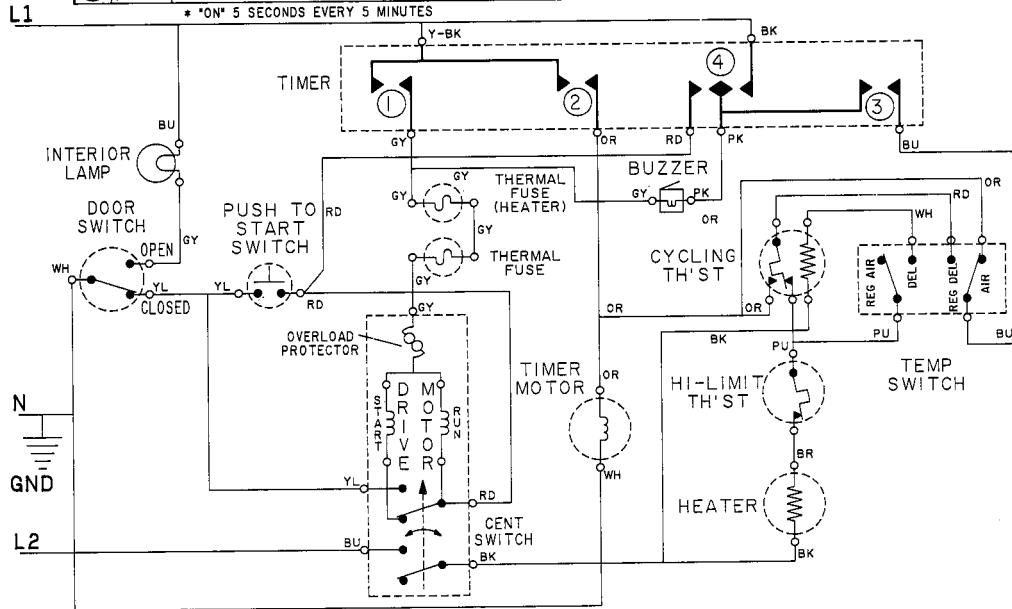 * "ON" 5 SECONDS EVERY 5 MINUTES
L1
Y-BK
BK
TIMER
1
2
4
3
GY
OR
RD
PK
BU
BU
INTERIOR
LAMP
GY
DOOR
SWITCH
OPEN
WH
YL
CLOSED
PUSH TO
START
SWITCH
RD
YL
RD
GY
GY
THERMAL
FUSE
(HEATER)
GY
THERMAL
FUSE
GY
GY
BUZZER
GY
PK
OR
OR
RD
WH
CYCLING
TH'ST
OR
OR
BK
PU
REG AIR
DEL
REG DEL
AIR
PU
BU
TEMP
SWITCH
OVERLOAD
PROTECTOR
DRIVE
MOTOR
START
RUN
TIMER
MOTOR
OR
WH
HI-LIMIT
TH'ST
BR
HEATER
BK
N
GND
YL
RD
CENT
SWITCH
L2
BU
BK